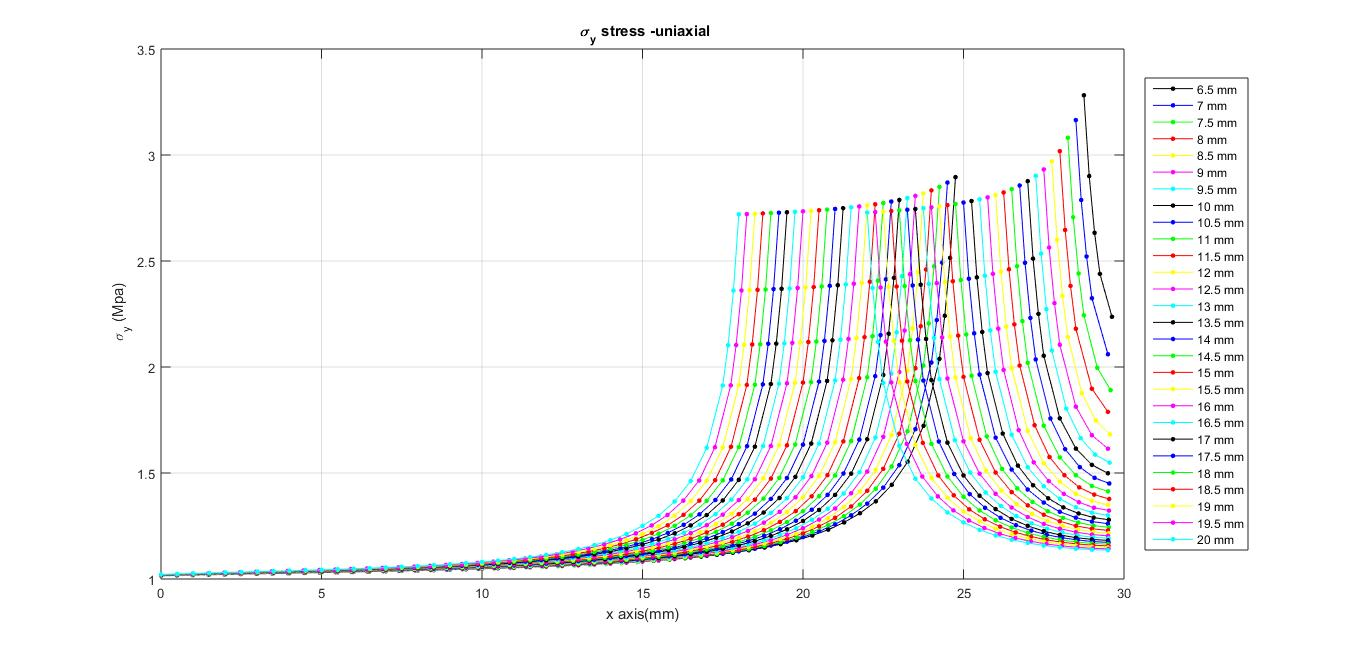 σy stress -uniaxial
3.5
3
2.5
2
1.5
1
σy (Mpa)
0 5 10 15 20 25 30
x axis(mm)
6.5 mm
7 mm
7.5 mm
8 mm
8.5 mm
9 mm
9.5 mm
10 mm
10.5 mm
11 mm
11.5 mm
12 mm
12.5 mm
13 mm
13.5 mm
14 mm
14.5 mm
15 mm
15.5 mm
16 mm
16.5 mm
17 mm
17.5 mm
18 mm
18.5 mm
19 mm
19.5 mm
20 mm